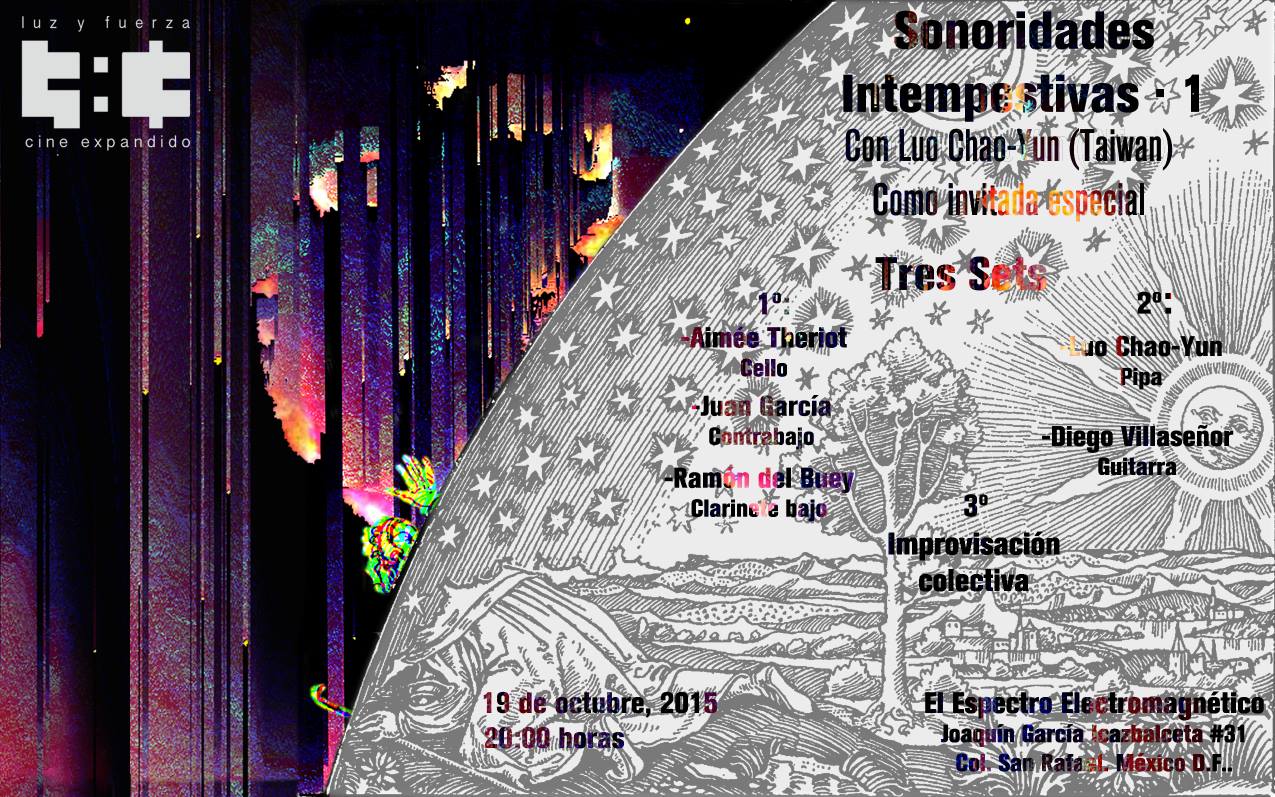 luz y fuerza
cine expandido
Sonoridades
Intempestivas · 1
Con Luo Chao-Yun (Taiwan)
Como invitada especial
Tres Sets
1º:
-Aimée Theriot
Cello
-Juan García
Contrabajo
-Ramón del Buey
Clarinete bajo
2º:
-Luo Chao-Yun
Pipa
-Diego Villaseñor
Guitarra
3º
Improvisación
colectiva
19 de octubre, 2015
20:00 horas
El Espectro Electromagnético
Joaquín García Icazbalceta #31
Col. San Rafael. México D.F..